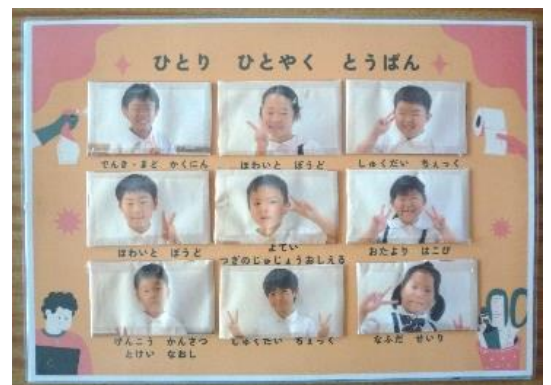 ひとり ひとやく とうばん
でんき・まど かくにん
ほわいと ぼうど
しゅくだい ちぇっく
ほわいと ぼうど
よてい
つぎのじゅじょうおしえる
おたより はこび
けんこう かんさつ
とけい なおし
しゅくだい ちぇっく
なふだ せいり